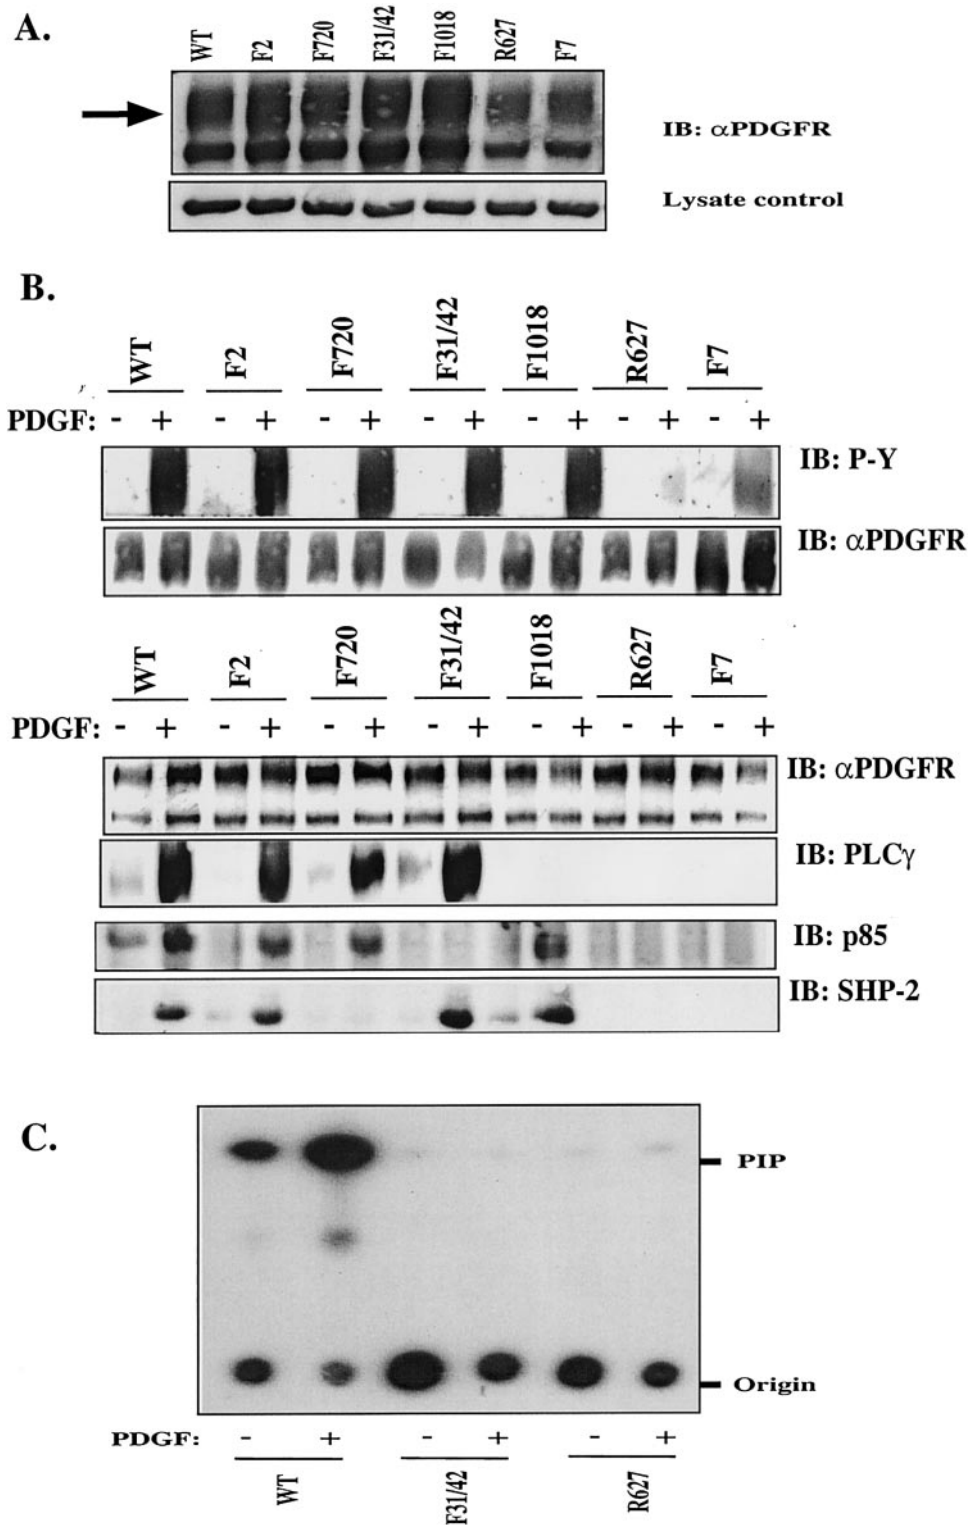 A.
WT F2 F720 F31/42 F1018 R627 F7
IB: αPDGFR
Lysate control
B.
WT F2 F720 F31/42 F1018 R627 F7
PDGF: - + - + - + - + - + - + - +
IB: P-Y
IB: αPDGFR
WT F2 F720 F31/42 F1018 R627 F7
PDGF: - + - + - + - + - + - + - +
IB: αPDGFR
IB: PLCγ
IB: p85
IB: SHP-2
C.
PIP
Origin
PDGF: - + - + - +
WT F31/42 R627